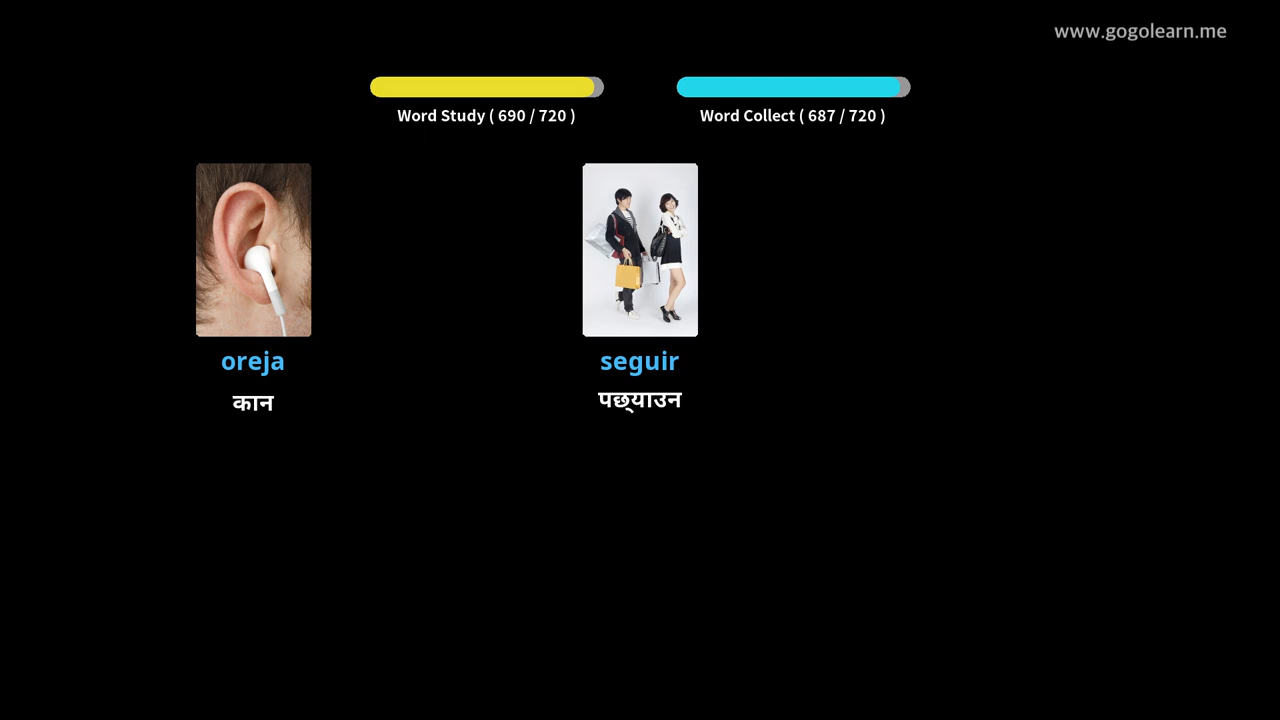 www.gogolearn.me
Word Study ( 690 / 720 )
Word Collect ( 687 / 720 )
oreja
seguir
कान
पछ्याउन